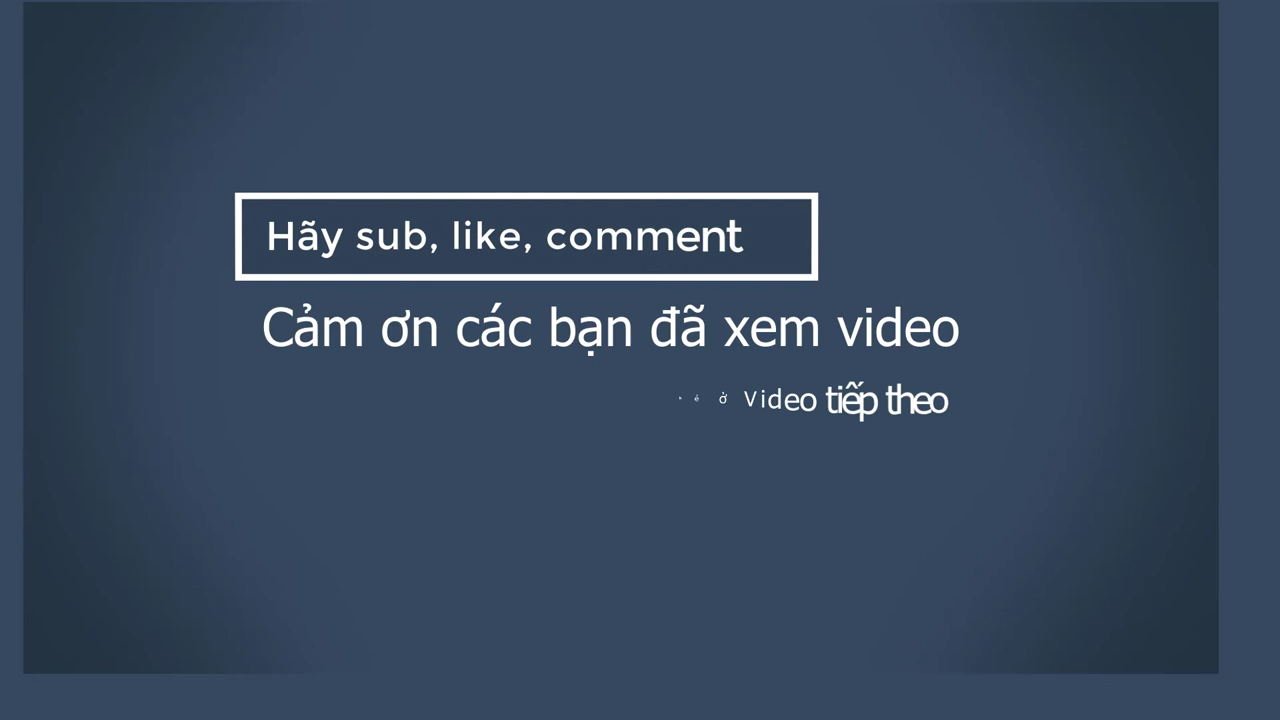 Hãy sub, like, comment
Cảm ơn các bạn đã xem video
ở Video tiếp theo